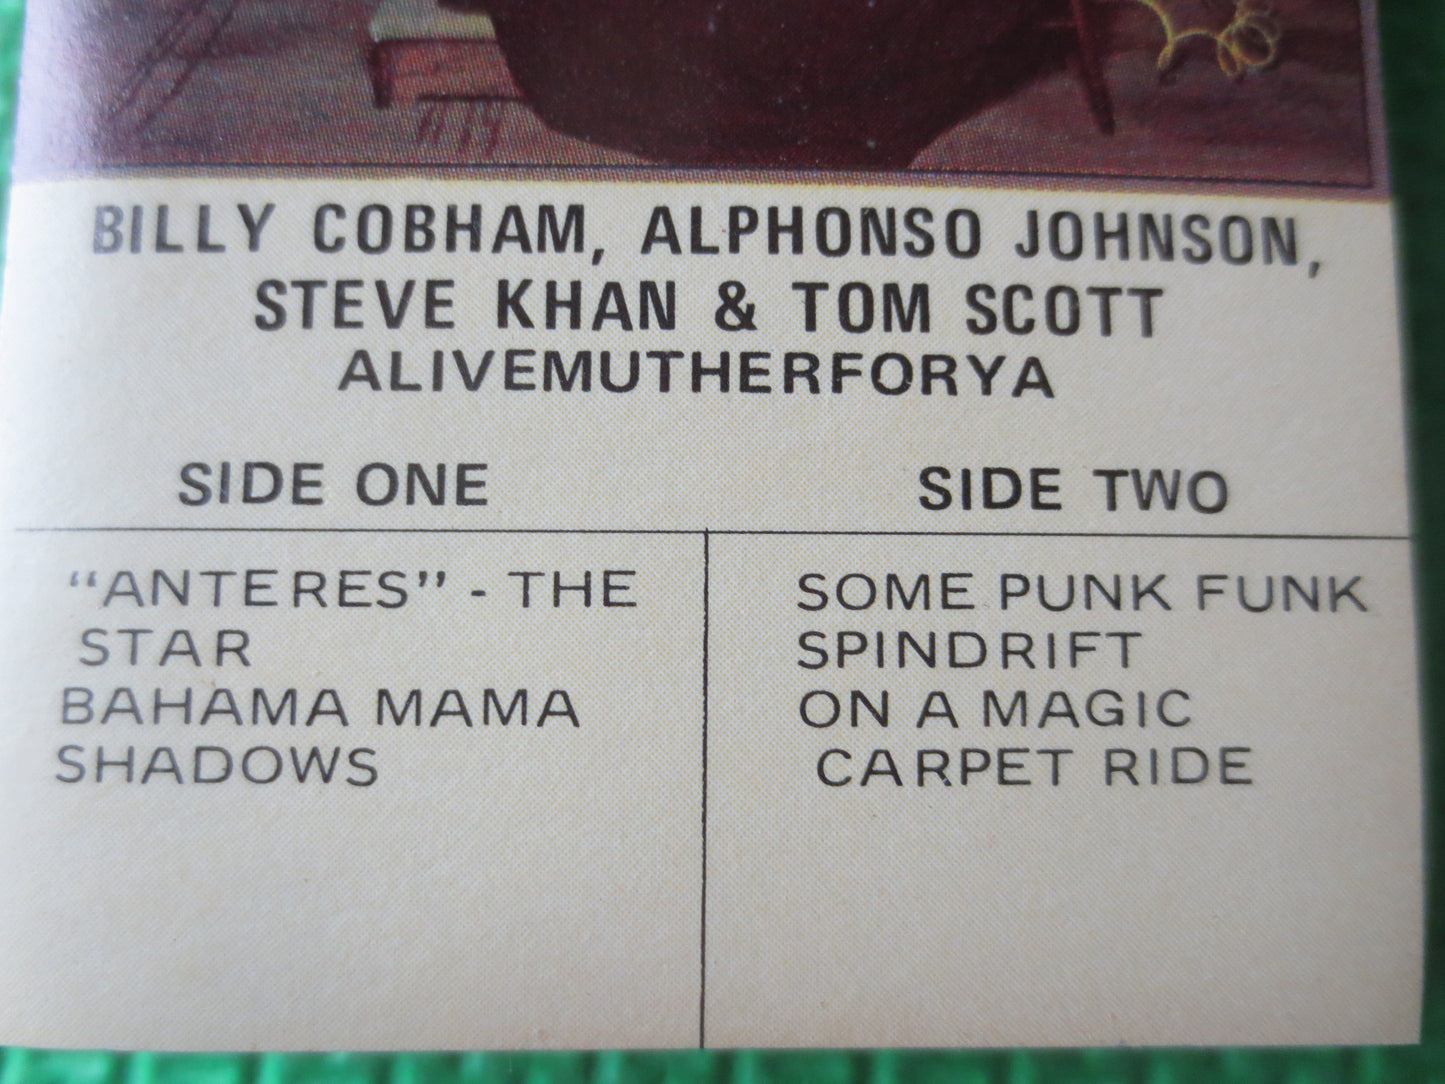 BILLY COBHAM, ALPHONSO JOHNSON,
STEVE KHAN & TOM SCOTT
ALIVEMUTHERFORYA
SIDE ONE
"ANTERES" - THE
STAR
BAHAMA MAMA
SHADOWS
SIDE TWO
SOME PUNK FUNK
SPINDRIFT
ON A MAGIC
CARPET RIDE